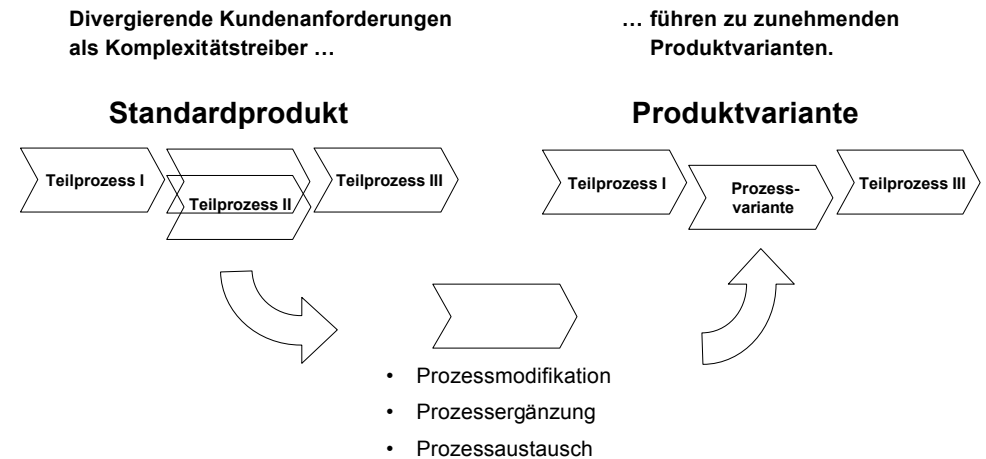 Divergierende Kundenanforderungen
als Komplexitätstreiber …
… führen zu zunehmenden
Produktvarianten.
Standardprodukt
Produktvariante
Teilprozess I
Teilprozess II
Teilprozess III
Teilprozess I
Prozess-
variante
Teilprozess III
• Prozessmodifikation
• Prozessergänzung
• Prozessaustausch